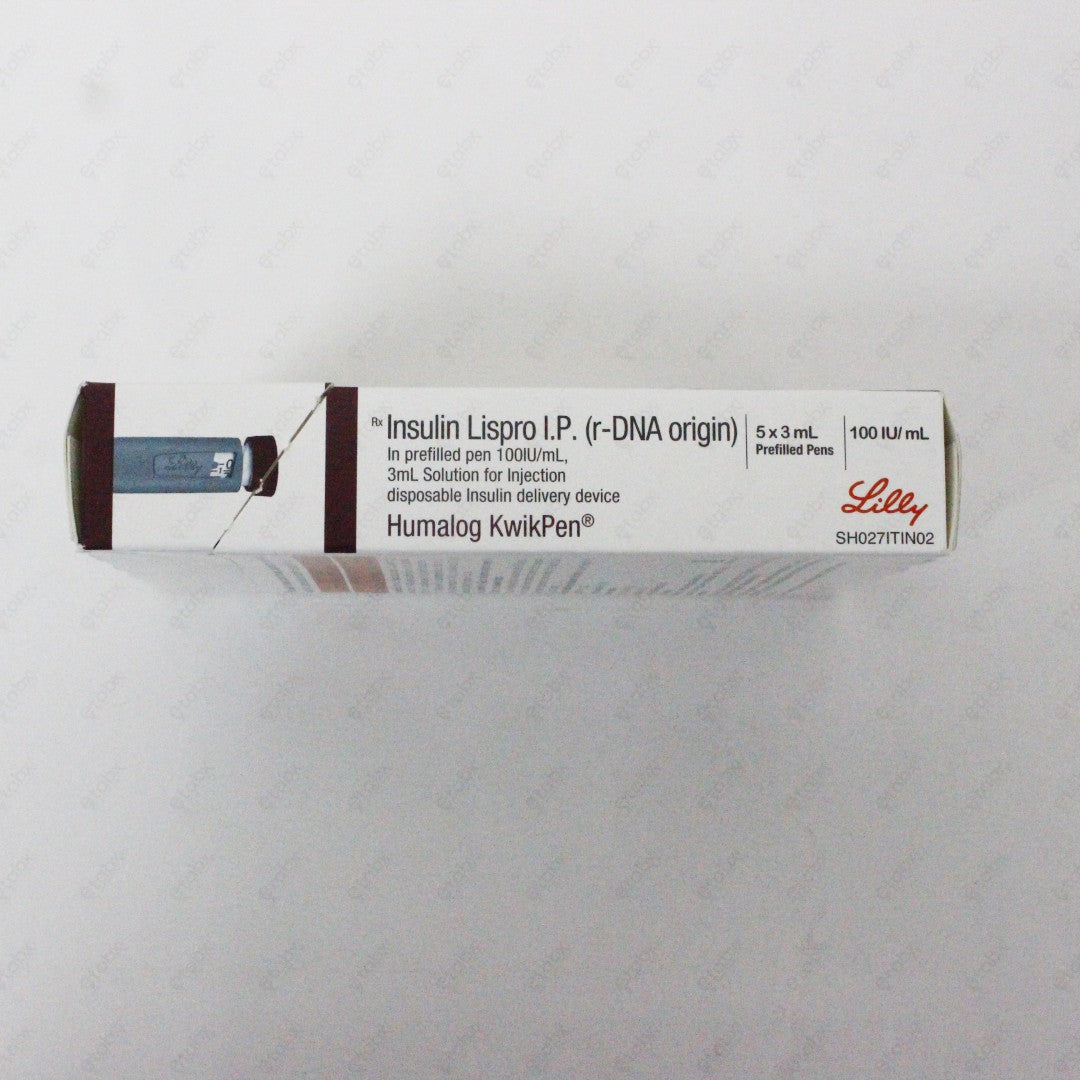 Rx Insulin Lispro I.P. (r-DNA origin)
In prefilled pen 100IU/mL,
3mL Solution for Injection
disposable Insulin delivery device
Humalog KwikPen®
5 x 3 mL
Prefilled Pens
100 IU/mL
Lilly
SH027ITIN02
Lilly